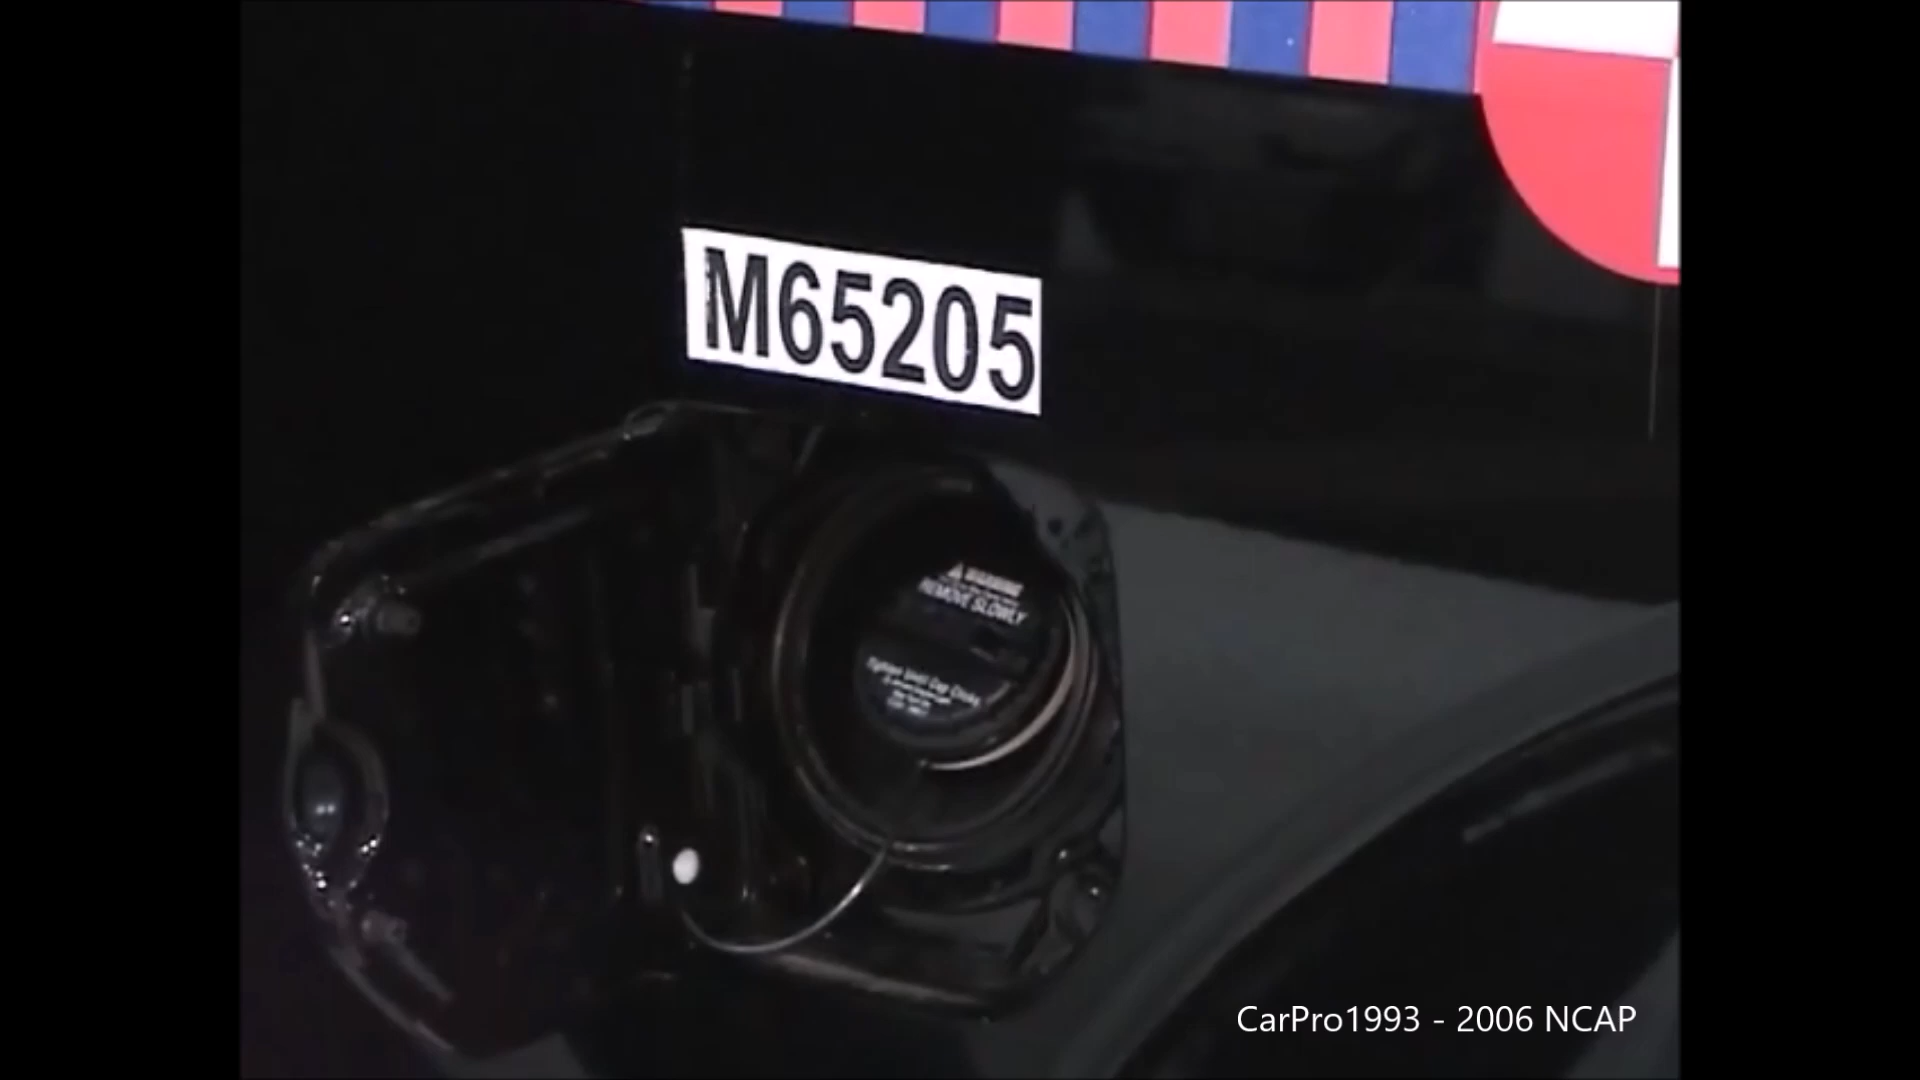 M65205
WARNING
REMOVE SLOWLY
Tighten Until Cap Clicks
CarPro1993 - 2006 NCAP